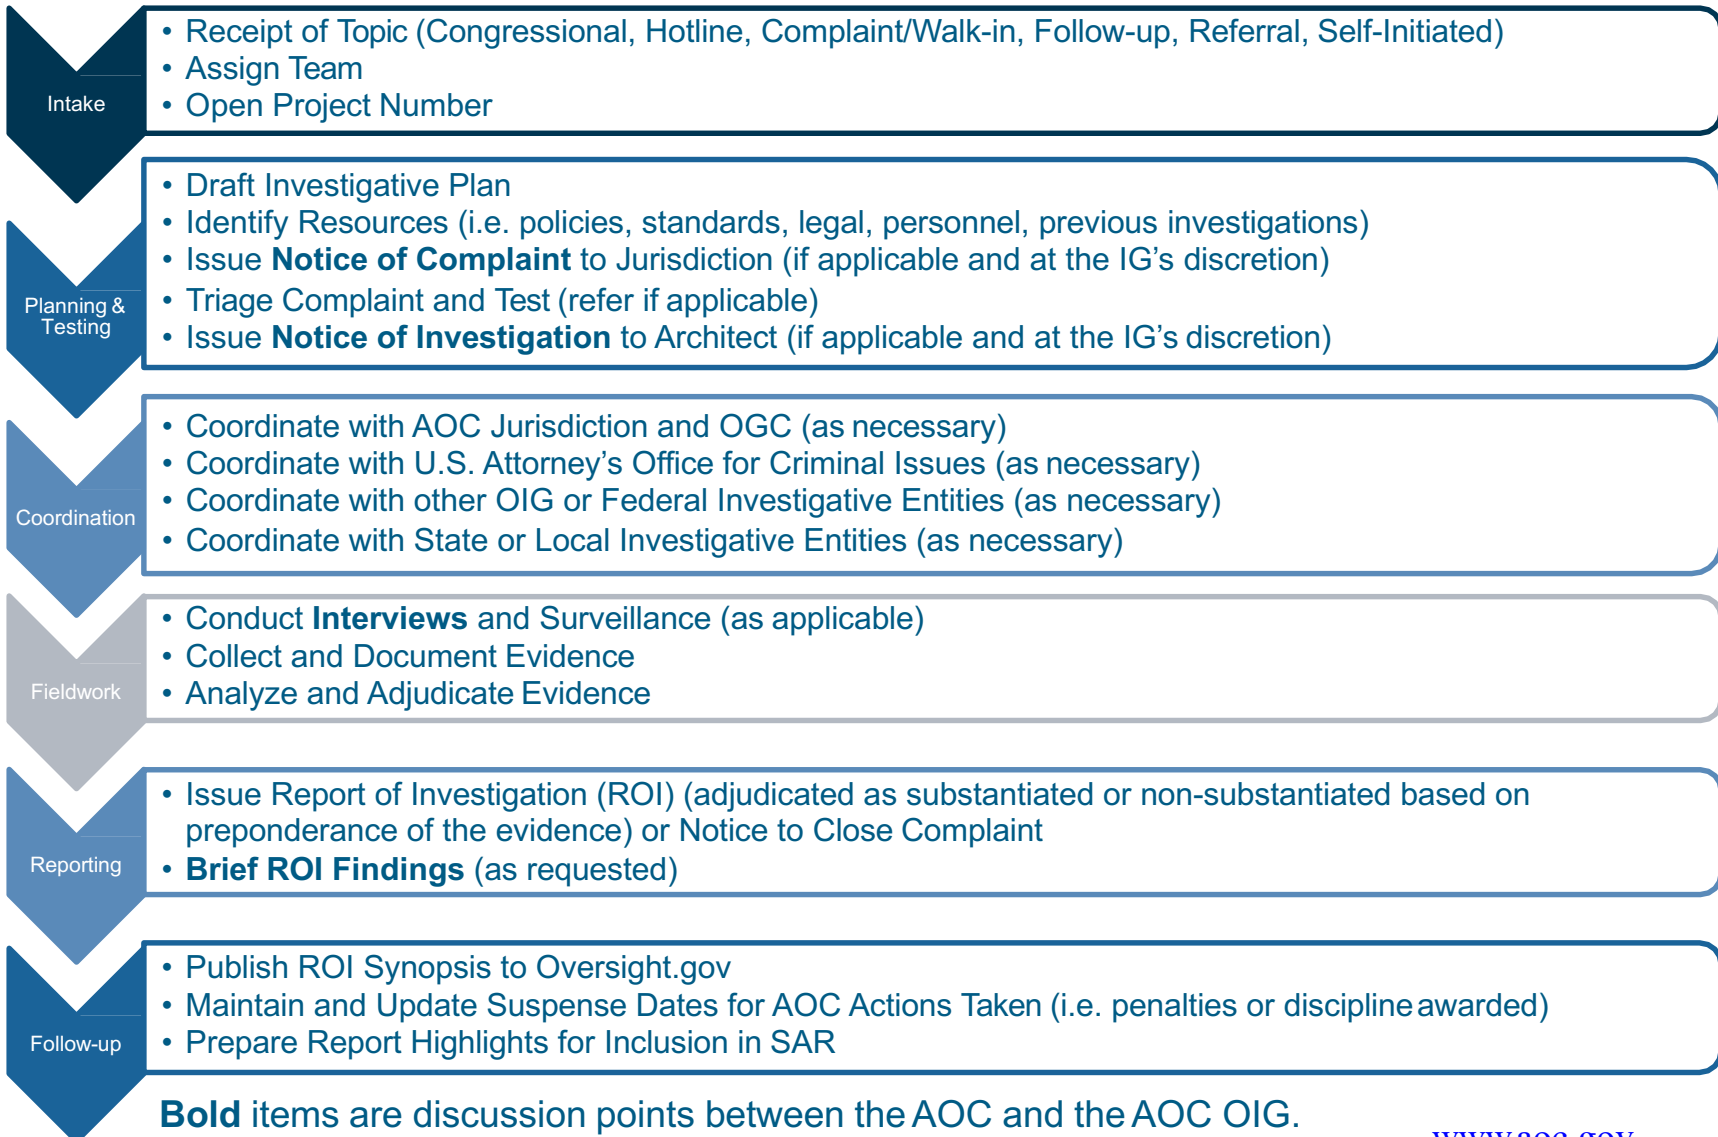 • Receipt of Topic (Congressional, Hotline, Complaint/Walk-in, Follow-up, Referral, Self-Initiated)
• Assign Team
Intake
• Open Project Number
• Draft Investigative Plan
• Identify Resources (i.e. policies, standards, legal, personnel, previous investigations)
• Issue Notice of Complaint to Jurisdiction (if applicable and at the IG’s discretion)
Planning &
Testing
• Triage Complaint and Test (refer if applicable)
• Issue Notice of Investigation to Architect (if applicable and at the IG’s discretion)
• Coordinate with AOC Jurisdiction and OGC (as necessary)
• Coordinate with U.S. Attorney’s Office for Criminal Issues (as necessary)
• Coordinate with other OIG or Federal Investigative Entities (as necessary)
Coordination
• Coordinate with State or Local Investigative Entities (as necessary)
• Conduct Interviews and Surveillance (as applicable)
• Collect and Document Evidence
Fieldwork
• Analyze and Adjudicate Evidence
• Issue Report of Investigation (ROI) (adjudicated as substantiated or non-substantiated based on
preponderance of the evidence) or Notice to Close Complaint
Reporting
• Brief ROI Findings (as requested)
• Publish ROI Synopsis to Oversight.gov
• Maintain and Update Suspense Dates for AOC Actions Taken (i.e. penalties or discipline awarded)
Follow-up
• Prepare Report Highlights for Inclusion in SAR
Bold items are discussion points between the AOC and the AOC OIG.